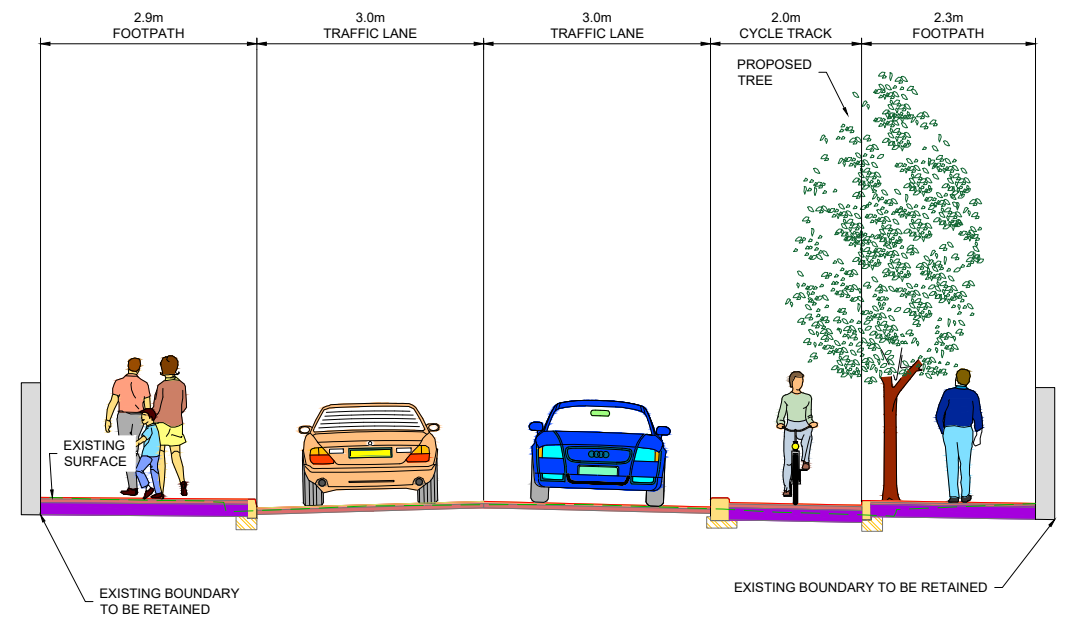 2.9m
FOOTPATH
3.0m
TRAFFIC LANE
3.0m
TRAFFIC LANE
2.0m
CYCLE TRACK
2.3m
FOOTPATH
PROPOSED
TREE
EXISTING
SURFACE
EXISTING BOUNDARY
TO BE RETAINED
EXISTING BOUNDARY TO BE RETAINED